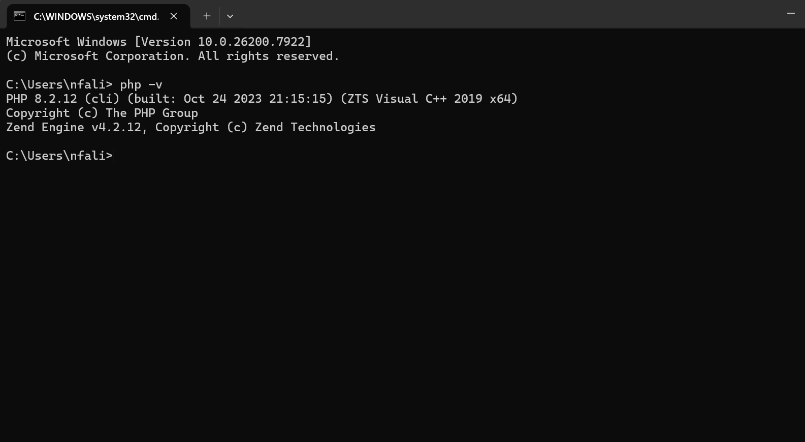 C:\WINDOWS\system32\cmd.
Microsoft Windows [Version 10.0.26200.7922]
(c) Microsoft Corporation. All rights reserved.
C:\Users\nfali> php -v
PHP 8.2.12 (cli) (built: Oct 24 2023 21:15:15) (ZTS Visual C++ 2019 x64)
Copyright (c) The PHP Group
Zend Engine v4.2.12, Copyright (c) Zend Technologies
C:\Users\nfali>